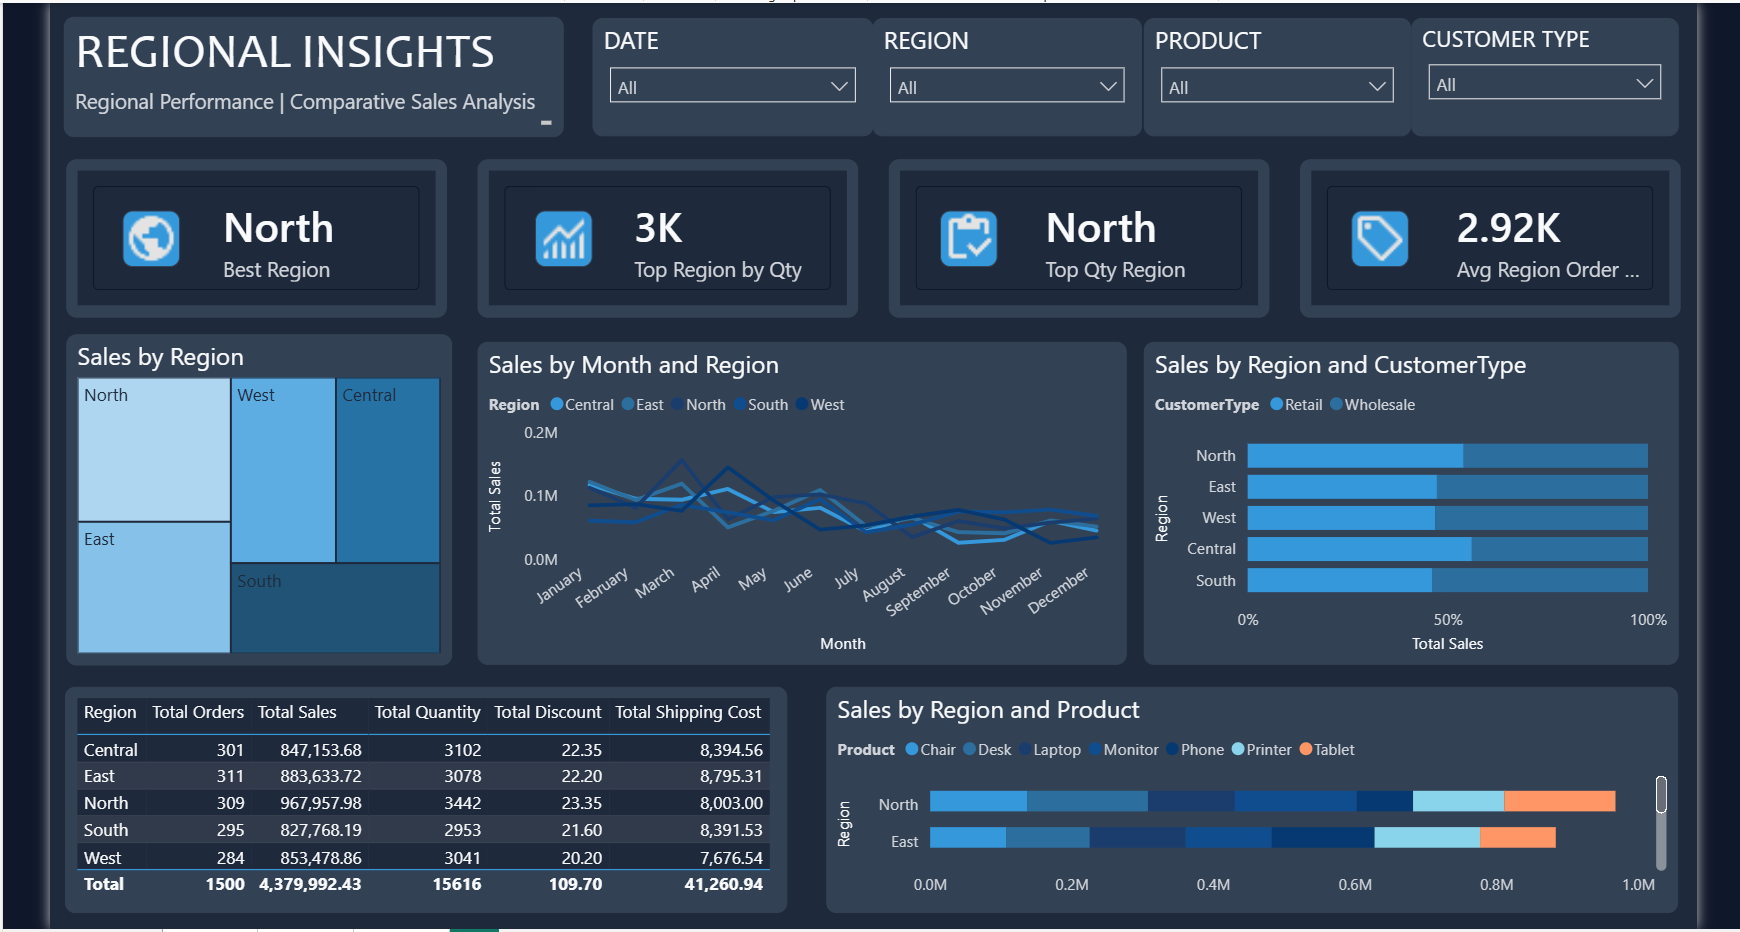 REGIONAL INSIGHTS
Regional Performance | Comparative Sales Analysis
DATE
All
REGION
All
PRODUCT
All
CUSTOMER TYPE
All
North
Best Region
3K
Top Region by Qty
North
Top Qty Region
2.92K
Avg Region Order ...
Sales by Region
North
West
Central
East
South
Sales by Month and Region
Region Central East North South West
Total Sales
0.2M
0.1M
0.0M
January February March April May June July August September October November December
Month
Sales by Region and CustomerType
CustomerType Retail Wholesale
Region
North
East
West
Central
South
0% 50% 100%
Total Sales
Region Total Orders Total Sales Total Quantity Total Discount Total Shipping Cost
Central 301 847,153.68 3102 22.35 8,394.56
East 311 883,633.72 3078 22.20 8,795.31
North 309 967,957.98 3442 23.35 8,003.00
South 295 827,768.19 2953 21.60 8,391.53
West 284 853,478.86 3041 20.20 7,676.54
Total 1500 4,379,992.43 15616 109.70 41,260.94
Sales by Region and Product
Product Chair Desk Laptop Monitor Phone Printer Tablet
Region
North
East
0.0M 0.2M 0.4M 0.6M 0.8M 1.0M